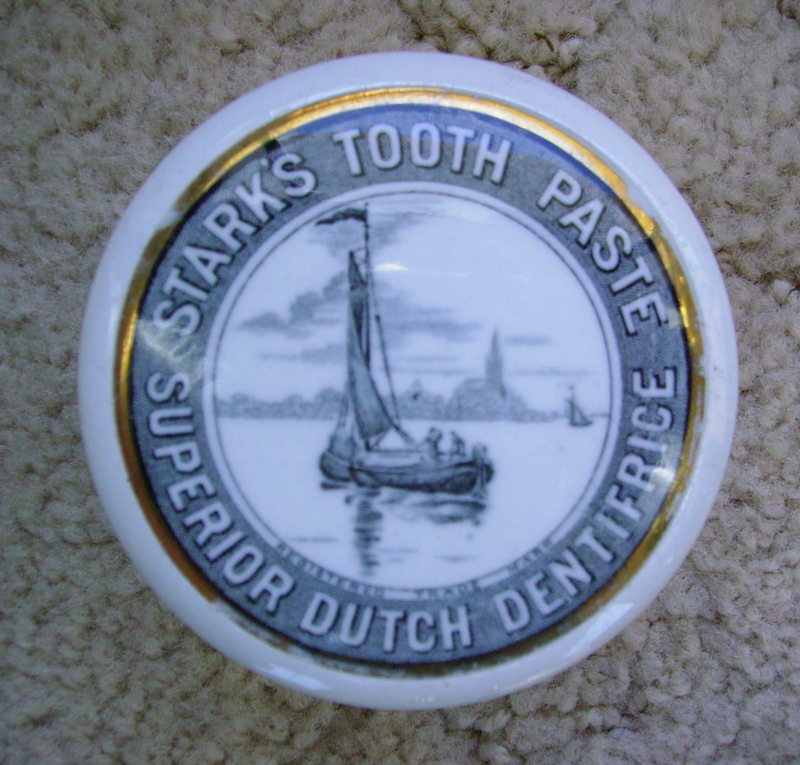 STARK'S TOOTH PASTE
SUPERIOR DUTCH DENTIFRICE